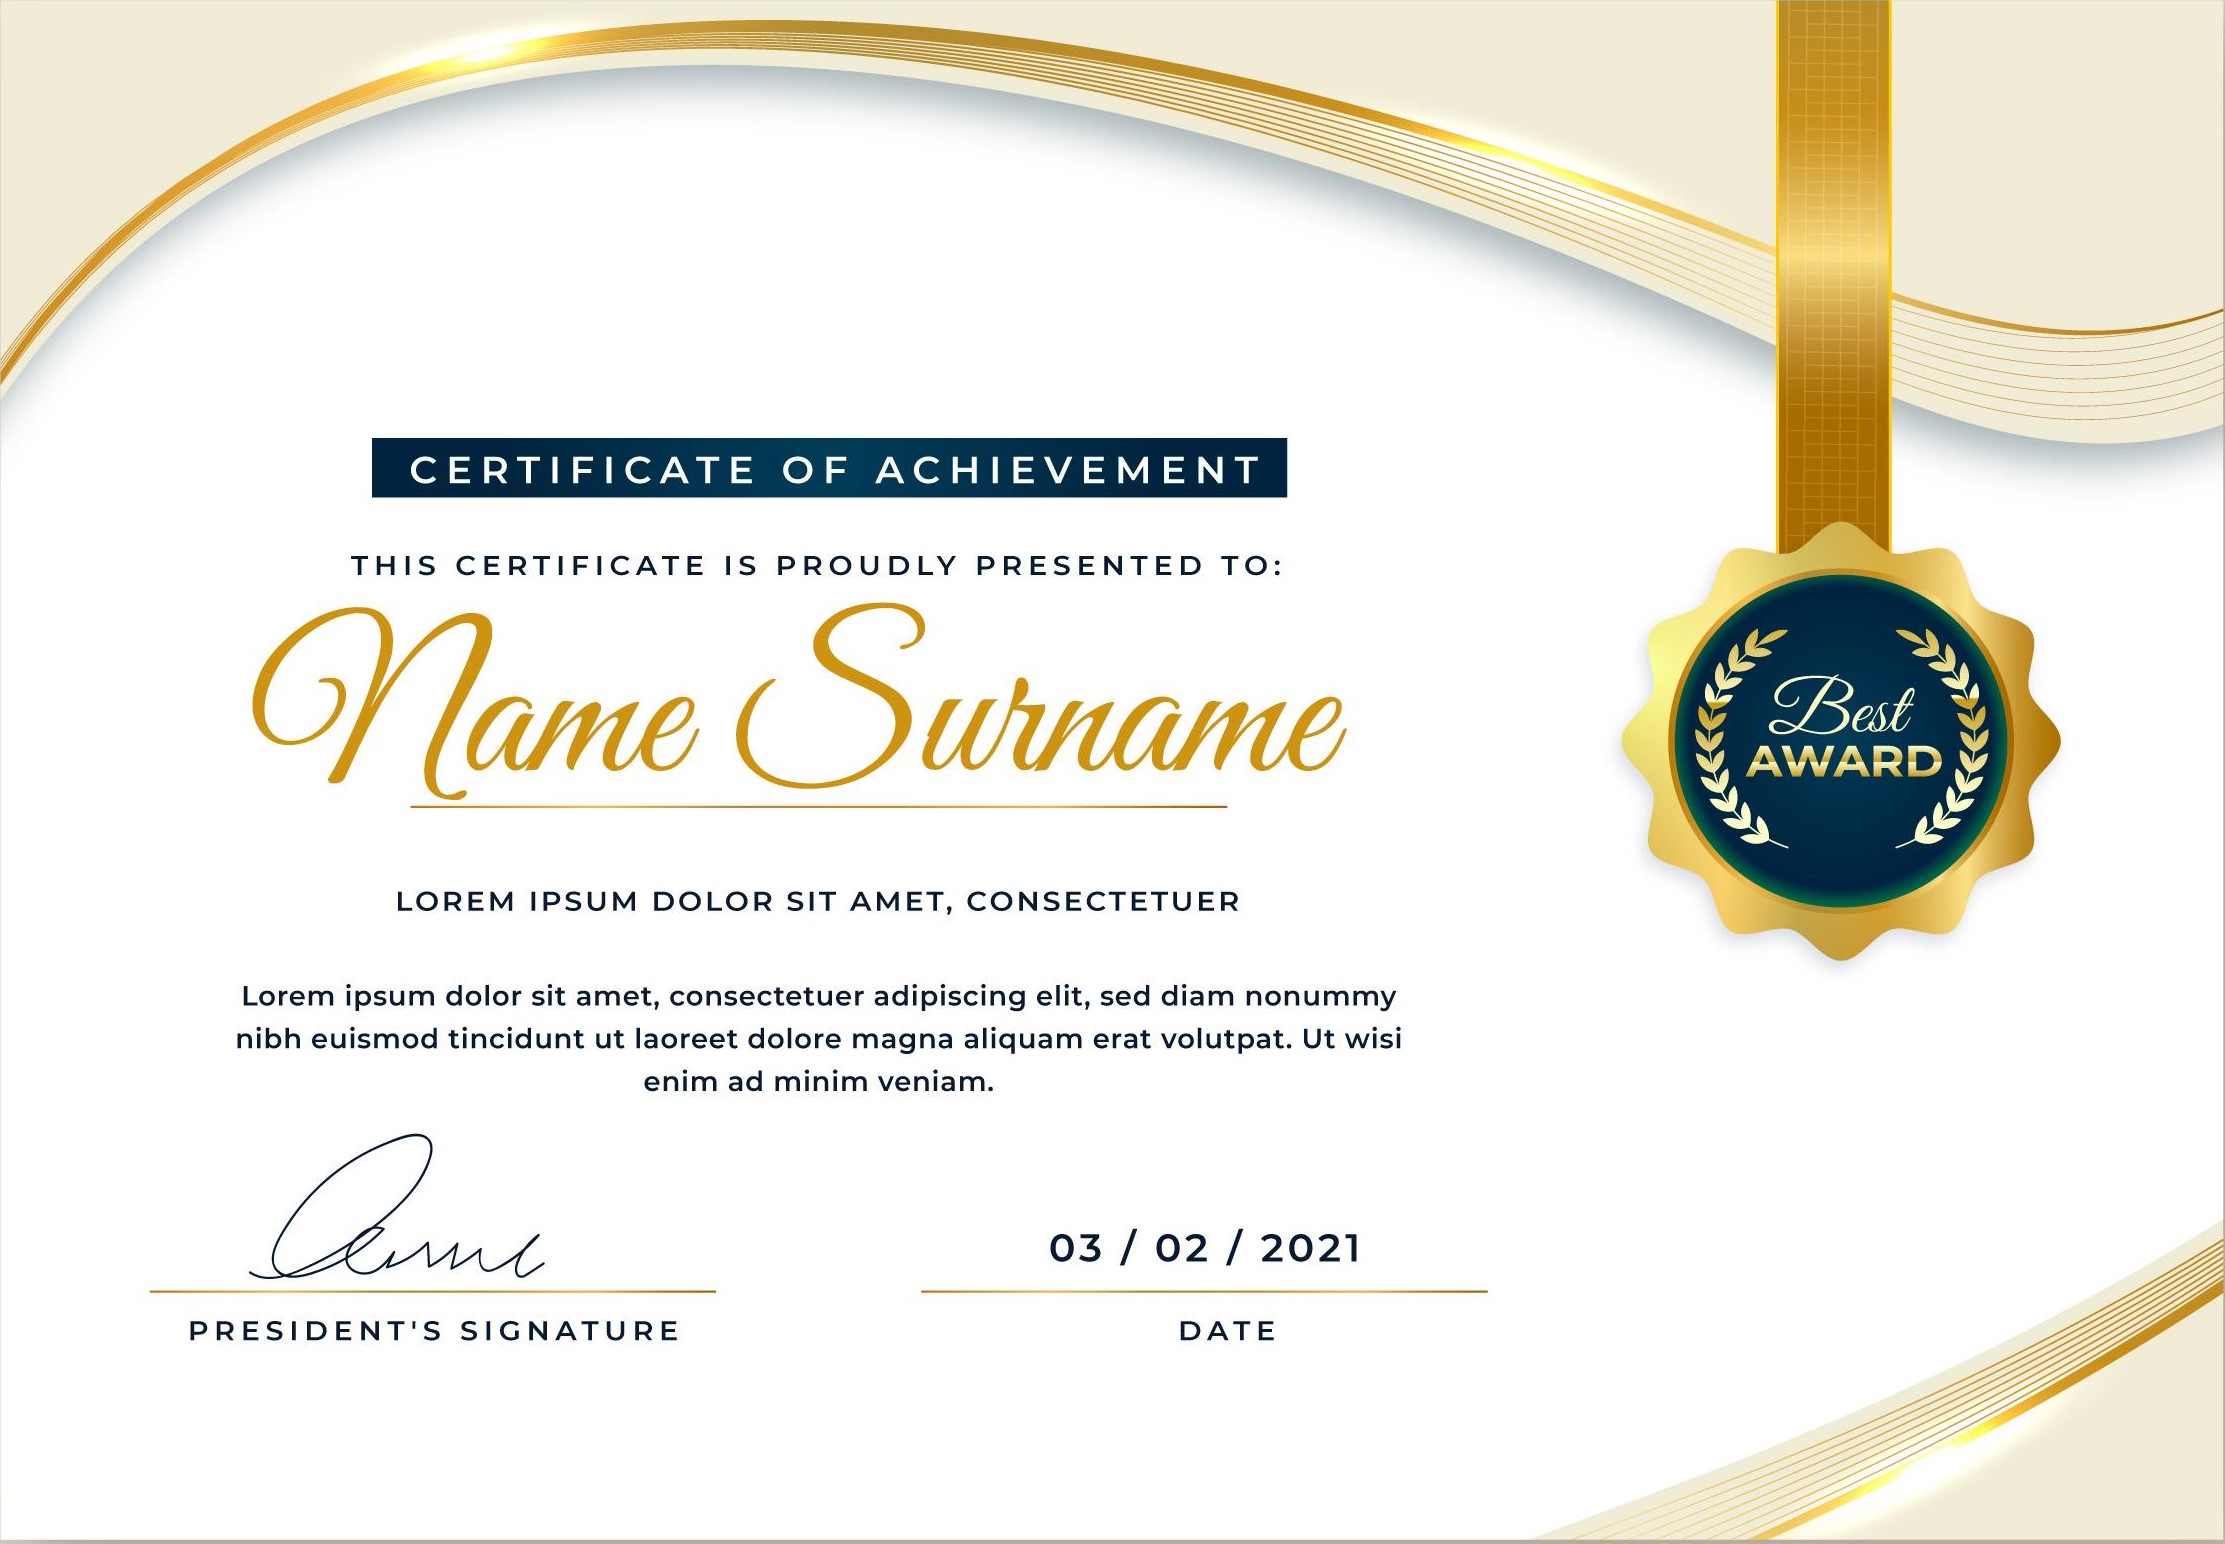 CERTIFICATE OF ACHIEVEMENT
THIS CERTIFICATE IS PROUDLY PRESENTED TO:
Name Surname
Best
AWARD
LOREM IPSUM DOLOR SIT AMET, CONSECTETUER
Lorem ipsum dolor sit amet, consectetuer adipiscing elit, sed diam nonummy
nibh euismod tincidunt ut laoreet dolore magna aliquam erat volutpat. Ut wisi
enim ad minim veniam.
03 / 02 / 2021
PRESIDENT'S SIGNATURE
DATE